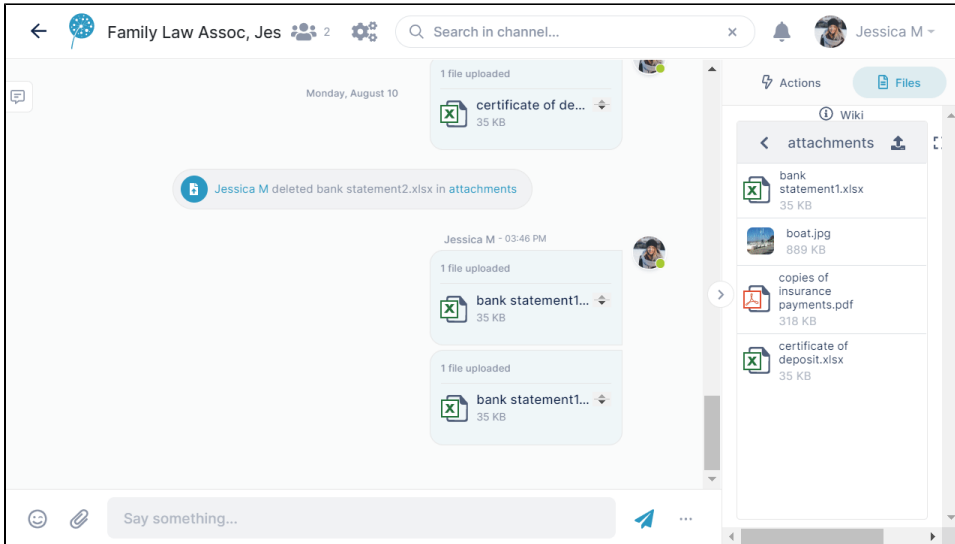 Family Law Assoc, Jes
2
Search in channel...
×
Jessica M
1 file uploaded
certificate of de...
35 KB
Monday, August 10
Jessica M deleted bank statement2.xlsx in attachments
Jessica M - 03:46 PM
1 file uploaded
bank statement1...
35 KB
1 file uploaded
bank statement1...
35 KB
Say something...
Actions
Files
Wiki
attachments
bank
statement1.xlsx
35 KB
boat.jpg
889 KB
copies of
insurance
payments.pdf
318 KB
certificate of
deposit.xlsx
35 KB